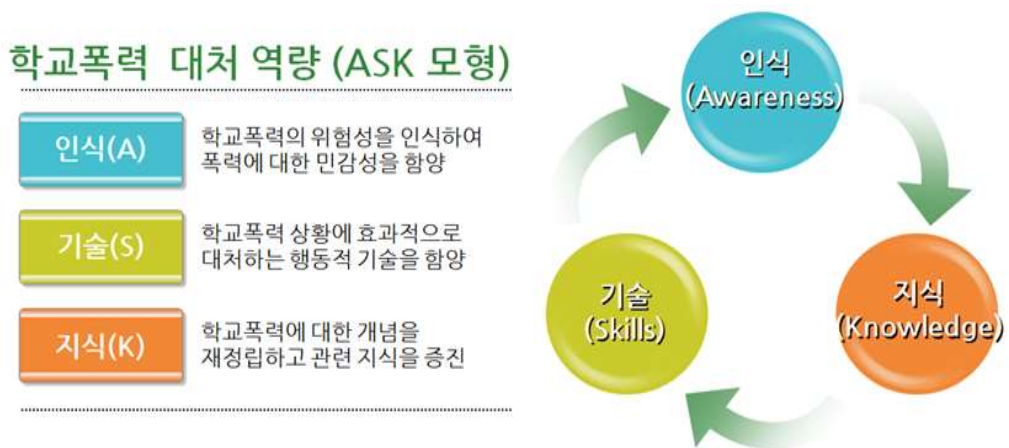 학교폭력 대처 역량 (ASK 모형)
인식(A)
학교폭력의 위험성을 인식하여
폭력에 대한 민감성을 함양
기술(S)
학교폭력 상황에 효과적으로
대처하는 행동적 기술을 함양
지식(K)
학교폭력에 대한 개념을
재정립하고 관련 지식을 증진
인식
(Awareness)
지식
(Knowledge)
기술
(Skills)